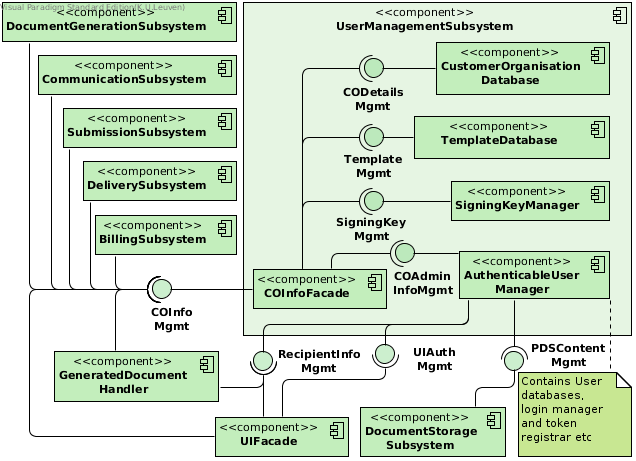 Visual Paradigm Standard Edition(K.U.Leuven)
<<component>>
DocumentGenerationSubsystem
<<component>>
CommunicationSubsystem
<<component>>
SubmissionSubsystem
<<component>>
DeliverySubsystem
<<component>>
BillingSubsystem
<<component>>
UserManagementSubsystem
<<component>>
CustomerOrganisation
Database
CODetails
Mgmt
<<component>>
TemplateDatabase
Template
Mgmt
<<component>>
SigningKeyManager
SigningKey
Mgmt
<<component>>
AuthenticableUser
Manager
COAdmin
InfoMgmt
<<component>>
COInfoFacade
COInfo
Mgmt
<<component>>
GeneratedDocument
Handler
RecipientInfo
Mgmt
UIAuth
Mgmt
PDSContent
Mgmt
<<component>>
UIFacade
<<component>>
DocumentStorage
Subsystem
Contains User
databases,
login manager
and token
registrar etc